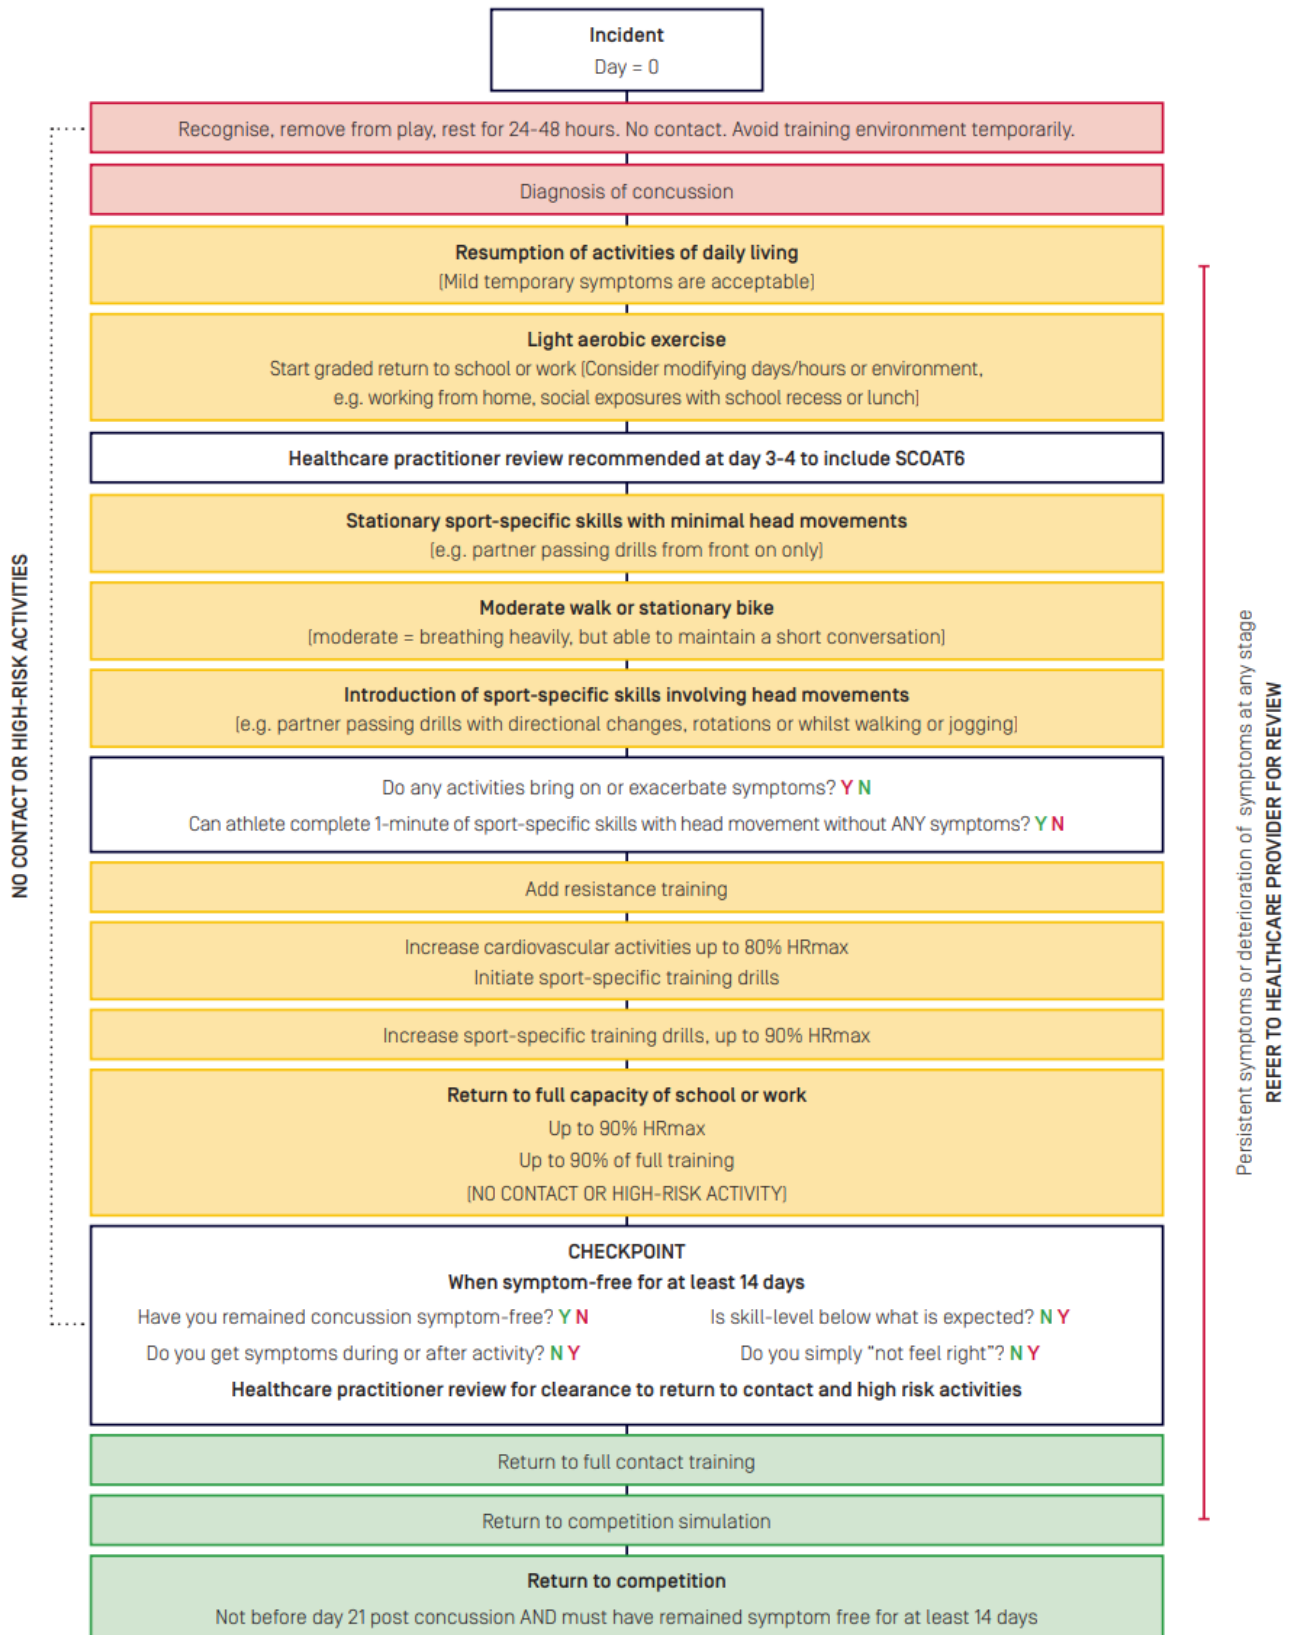 Incident
Day = 0
Recognise, remove from play, rest for 24-48 hours. No contact. Avoid training environment temporarily.
Diagnosis of concussion
Resumption of activities of daily living
(Mild temporary symptoms are acceptable)
Light aerobic exercise
Start graded return to school or work (Consider modifying days/hours or environment,
e.g. working from home, social exposures with school recess or lunch)
Healthcare practitioner review recommended at day 3-4 to include SCOAT6
Stationary sport-specific skills with minimal head movements
(e.g. partner passing drills from front on only)
Moderate walk or stationary bike
(moderate = breathing heavily, but able to maintain a short conversation)
Introduction of sport-specific skills involving head movements
(e.g. partner passing drills with directional changes, rotations or whilst walking or jogging)
Do any activities bring on or exacerbate symptoms? Y N
Can athlete complete 1-minute of sport-specific skills with head movement without ANY symptoms? Y N
Add resistance training
Increase cardiovascular activities up to 80% HRmax
Initiate sport-specific training drills
Increase sport-specific training drills, up to 90% HRmax
Return to full capacity of school or work
Up to 90% HRmax
Up to 90% of full training
(NO CONTACT OR HIGH-RISK ACTIVITY)
CHECKPOINT
When symptom-free for at least 14 days
Have you remained concussion symptom-free? Y N
Is skill-level below what is expected? N Y
Do you get symptoms during or after activity? N Y
Do you simply “not feel right”? N Y
Healthcare practitioner review for clearance to return to contact and high risk activities
Return to full contact training
Return to competition simulation
Return to competition
Not before day 21 post concussion AND must have remained symptom free for at least 14 days
NO CONTACT OR HIGH-RISK ACTIVITIES
Persistent symptoms or deterioration of symptoms at any stage
REFER TO HEALTHCARE PROVIDER FOR REVIEW